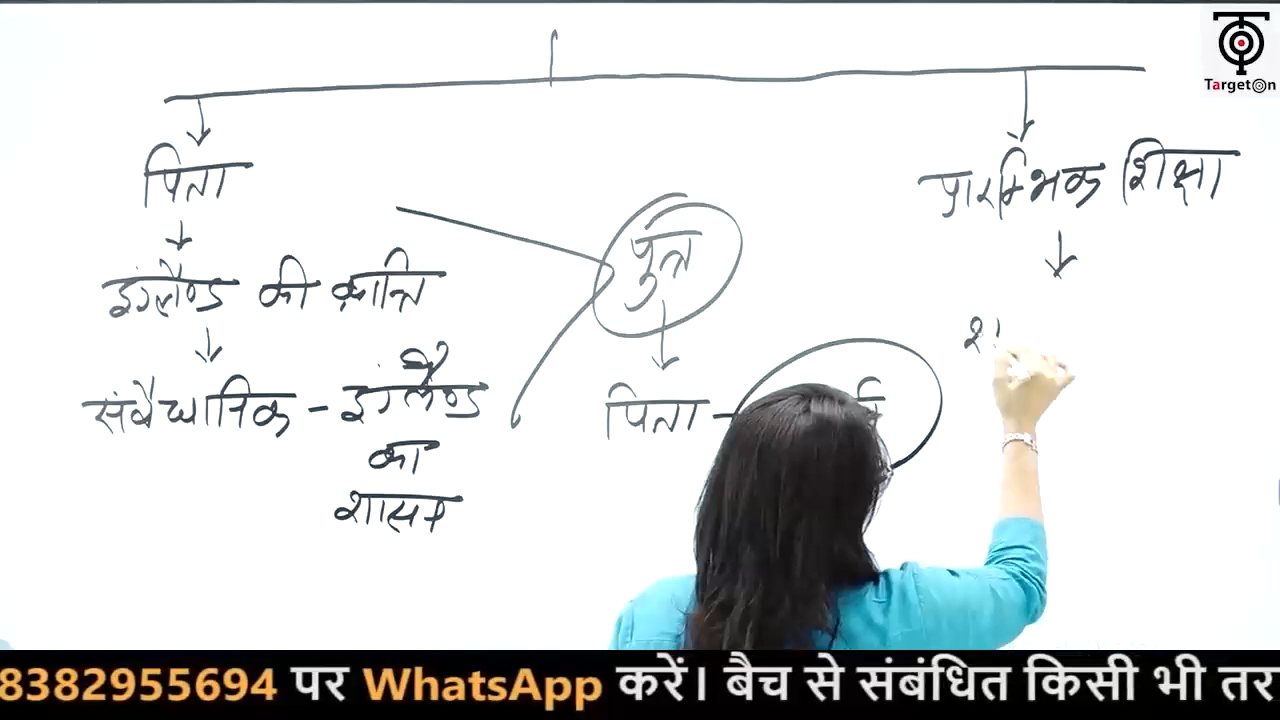 TargetOn
पिता
प्रारम्भिक शिक्षा
पुत्र
इंग्लैण्ड की क्रान्ति
पिता -
संवैधानिक - इंग्लैण्ड
का
शासन
8382955694 पर WhatsApp करें। बैच से संबंधित किसी भी तर